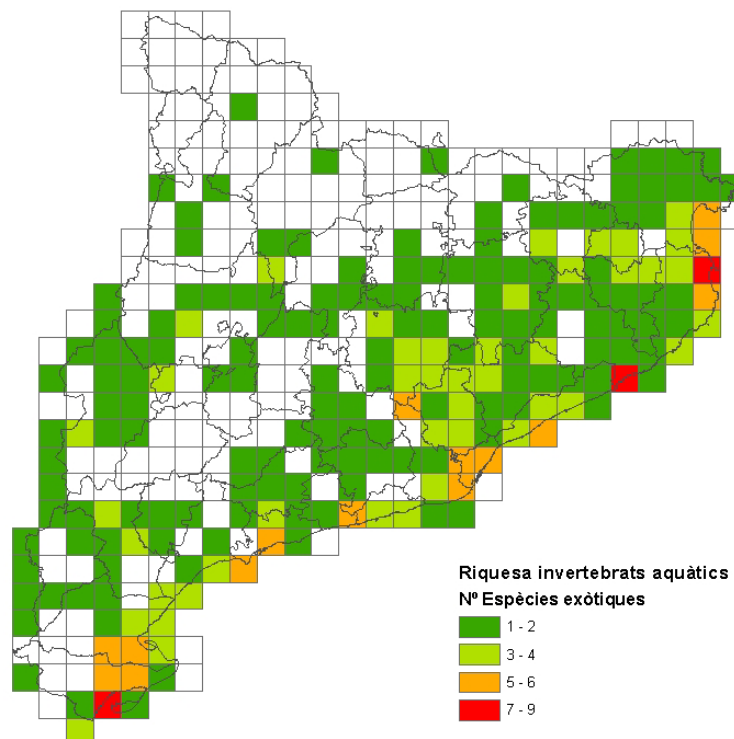 Riquesa invertebrats aquàtics
Nº Espècies exòtiques
1 - 2
3 - 4
5 - 6
7 - 9